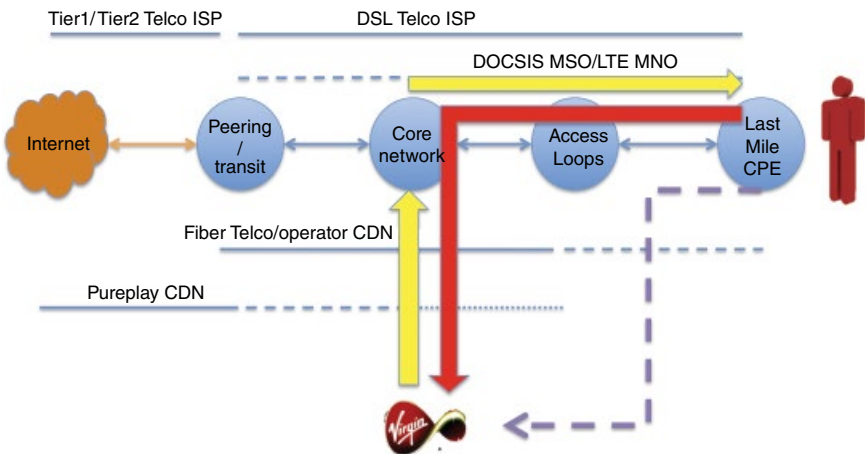 Tier1/Tier2 Telco ISP
DSL Telco ISP
DOCSIS MSO/LTE MNO
Internet
Peering
/
transit
Core
network
Access
Loops
Last
Mile
CPE
Fiber Telco/operator CDN
Pureplay CDN
Virgin